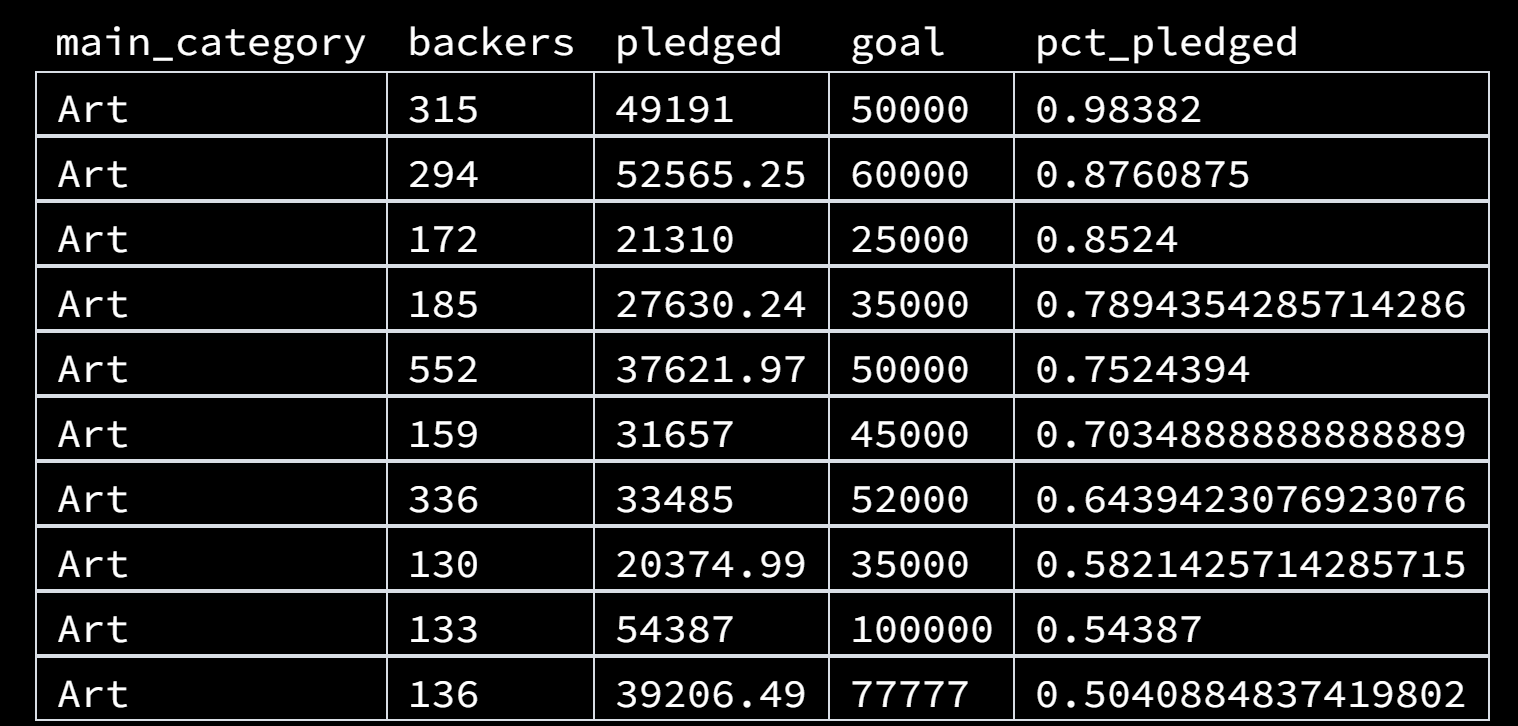 main_category backers pledged goal pct_pledged
Art 315 49191 50000 0.98382
Art 294 52565.25 60000 0.8760875
Art 172 21310 25000 0.8524
Art 185 27630.24 35000 0.7894354285714286
Art 552 37621.97 50000 0.7524394
Art 159 31657 45000 0.7034888888888889
Art 336 33485 52000 0.6439423076923076
Art 130 20374.99 35000 0.5821425714285715
Art 133 54387 100000 0.54387
Art 136 39206.49 77777 0.5040884837419802